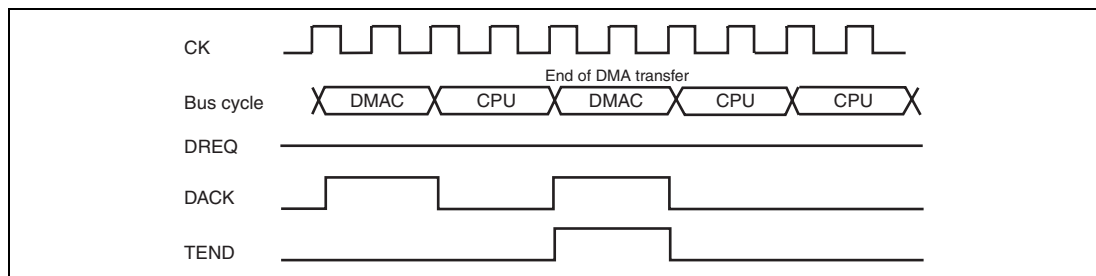 CK
End of DMA transfer
Bus cycle DMAC CPU DMAC CPU CPU
DREQ
DACK
TEND